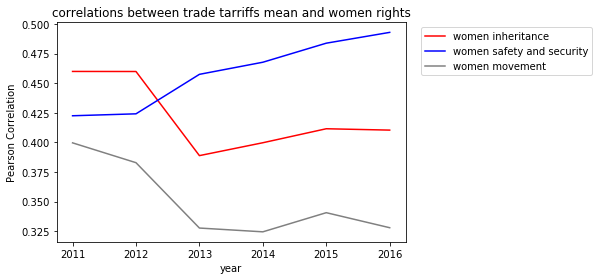 correlations between trade tarriffs mean and women rights
0.500
0.475
0.450
0.425
0.400
0.375
0.350
0.325
Pearson Correlation
2011 2012 2013 2014 2015 2016
year
women inheritance
women safety and security
women movement